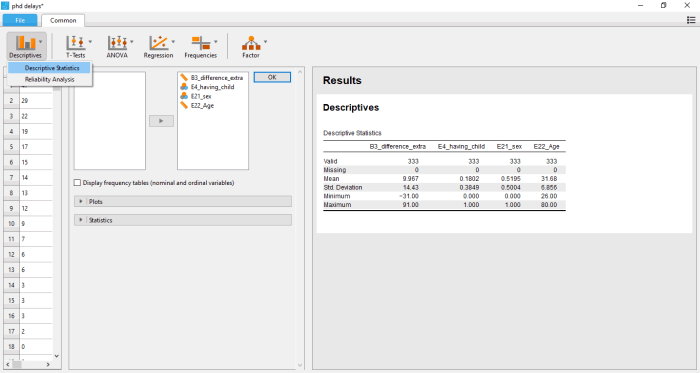 phd delays*
File Common
Descriptives T-Tests ANOVA Regression Frequencies Factor
Descriptive Statistics
Reliability Analysis
2 29
3 22
4 19
5 17
6 15
7 14
8 13
9 12
10 9
11 7
12 6
13 6
14 3
15 3
16 3
17 2
18 0
B3_difference_extra
E4_having_child
E21_sex
E22_Age
OK
Display frequency tables (nominal and ordinal variables)
Plots
Statistics
Results
Descriptives
Descriptive Statistics
B3_difference_extra E4_having_child E21_sex E22_Age
Valid 333 333 333 333
Missing 0 0 0 0
Mean 9.967 0.1802 0.5195 31.68
Std. Deviation 14.43 0.3849 0.5004 6.856
Minimum −31.00 0.000 0.000 26.00
Maximum 91.00 1.000 1.000 80.00